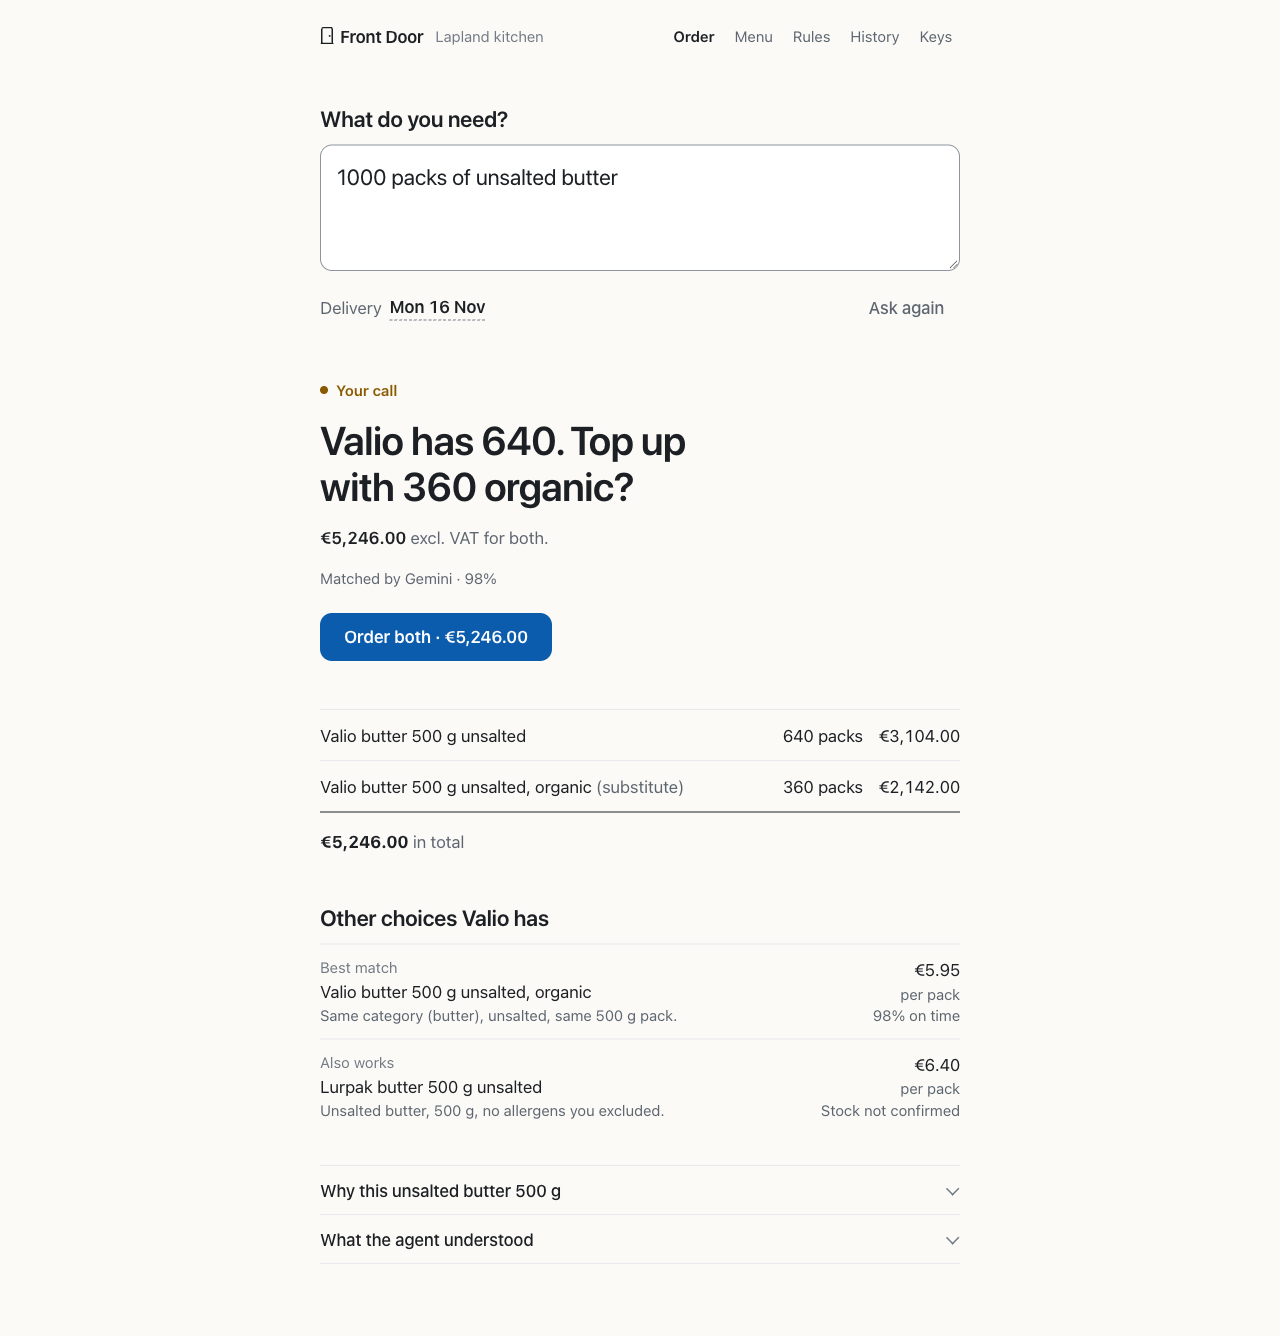 Front Door Lapland kitchen Order Menu Rules History Keys
What do you need?
1000 packs of unsalted butter
Delivery Mon 16 Nov Ask again
Your call
Valio has 640. Top up
with 360 organic?
€5,246.00 excl. VAT for both.
Matched by Gemini · 98%
Order both · €5,246.00
Valio butter 500 g unsalted 640 packs €3,104.00
Valio butter 500 g unsalted, organic (substitute) 360 packs €2,142.00
€5,246.00 in total
Other choices Valio has
Best match €5.95
Valio butter 500 g unsalted, organic per pack
Same category (butter), unsalted, same 500 g pack. 98% on time
Also works €6.40
Lurpak butter 500 g unsalted per pack
Unsalted butter, 500 g, no allergens you excluded. Stock not confirmed
Why this unsalted butter 500 g
What the agent understood